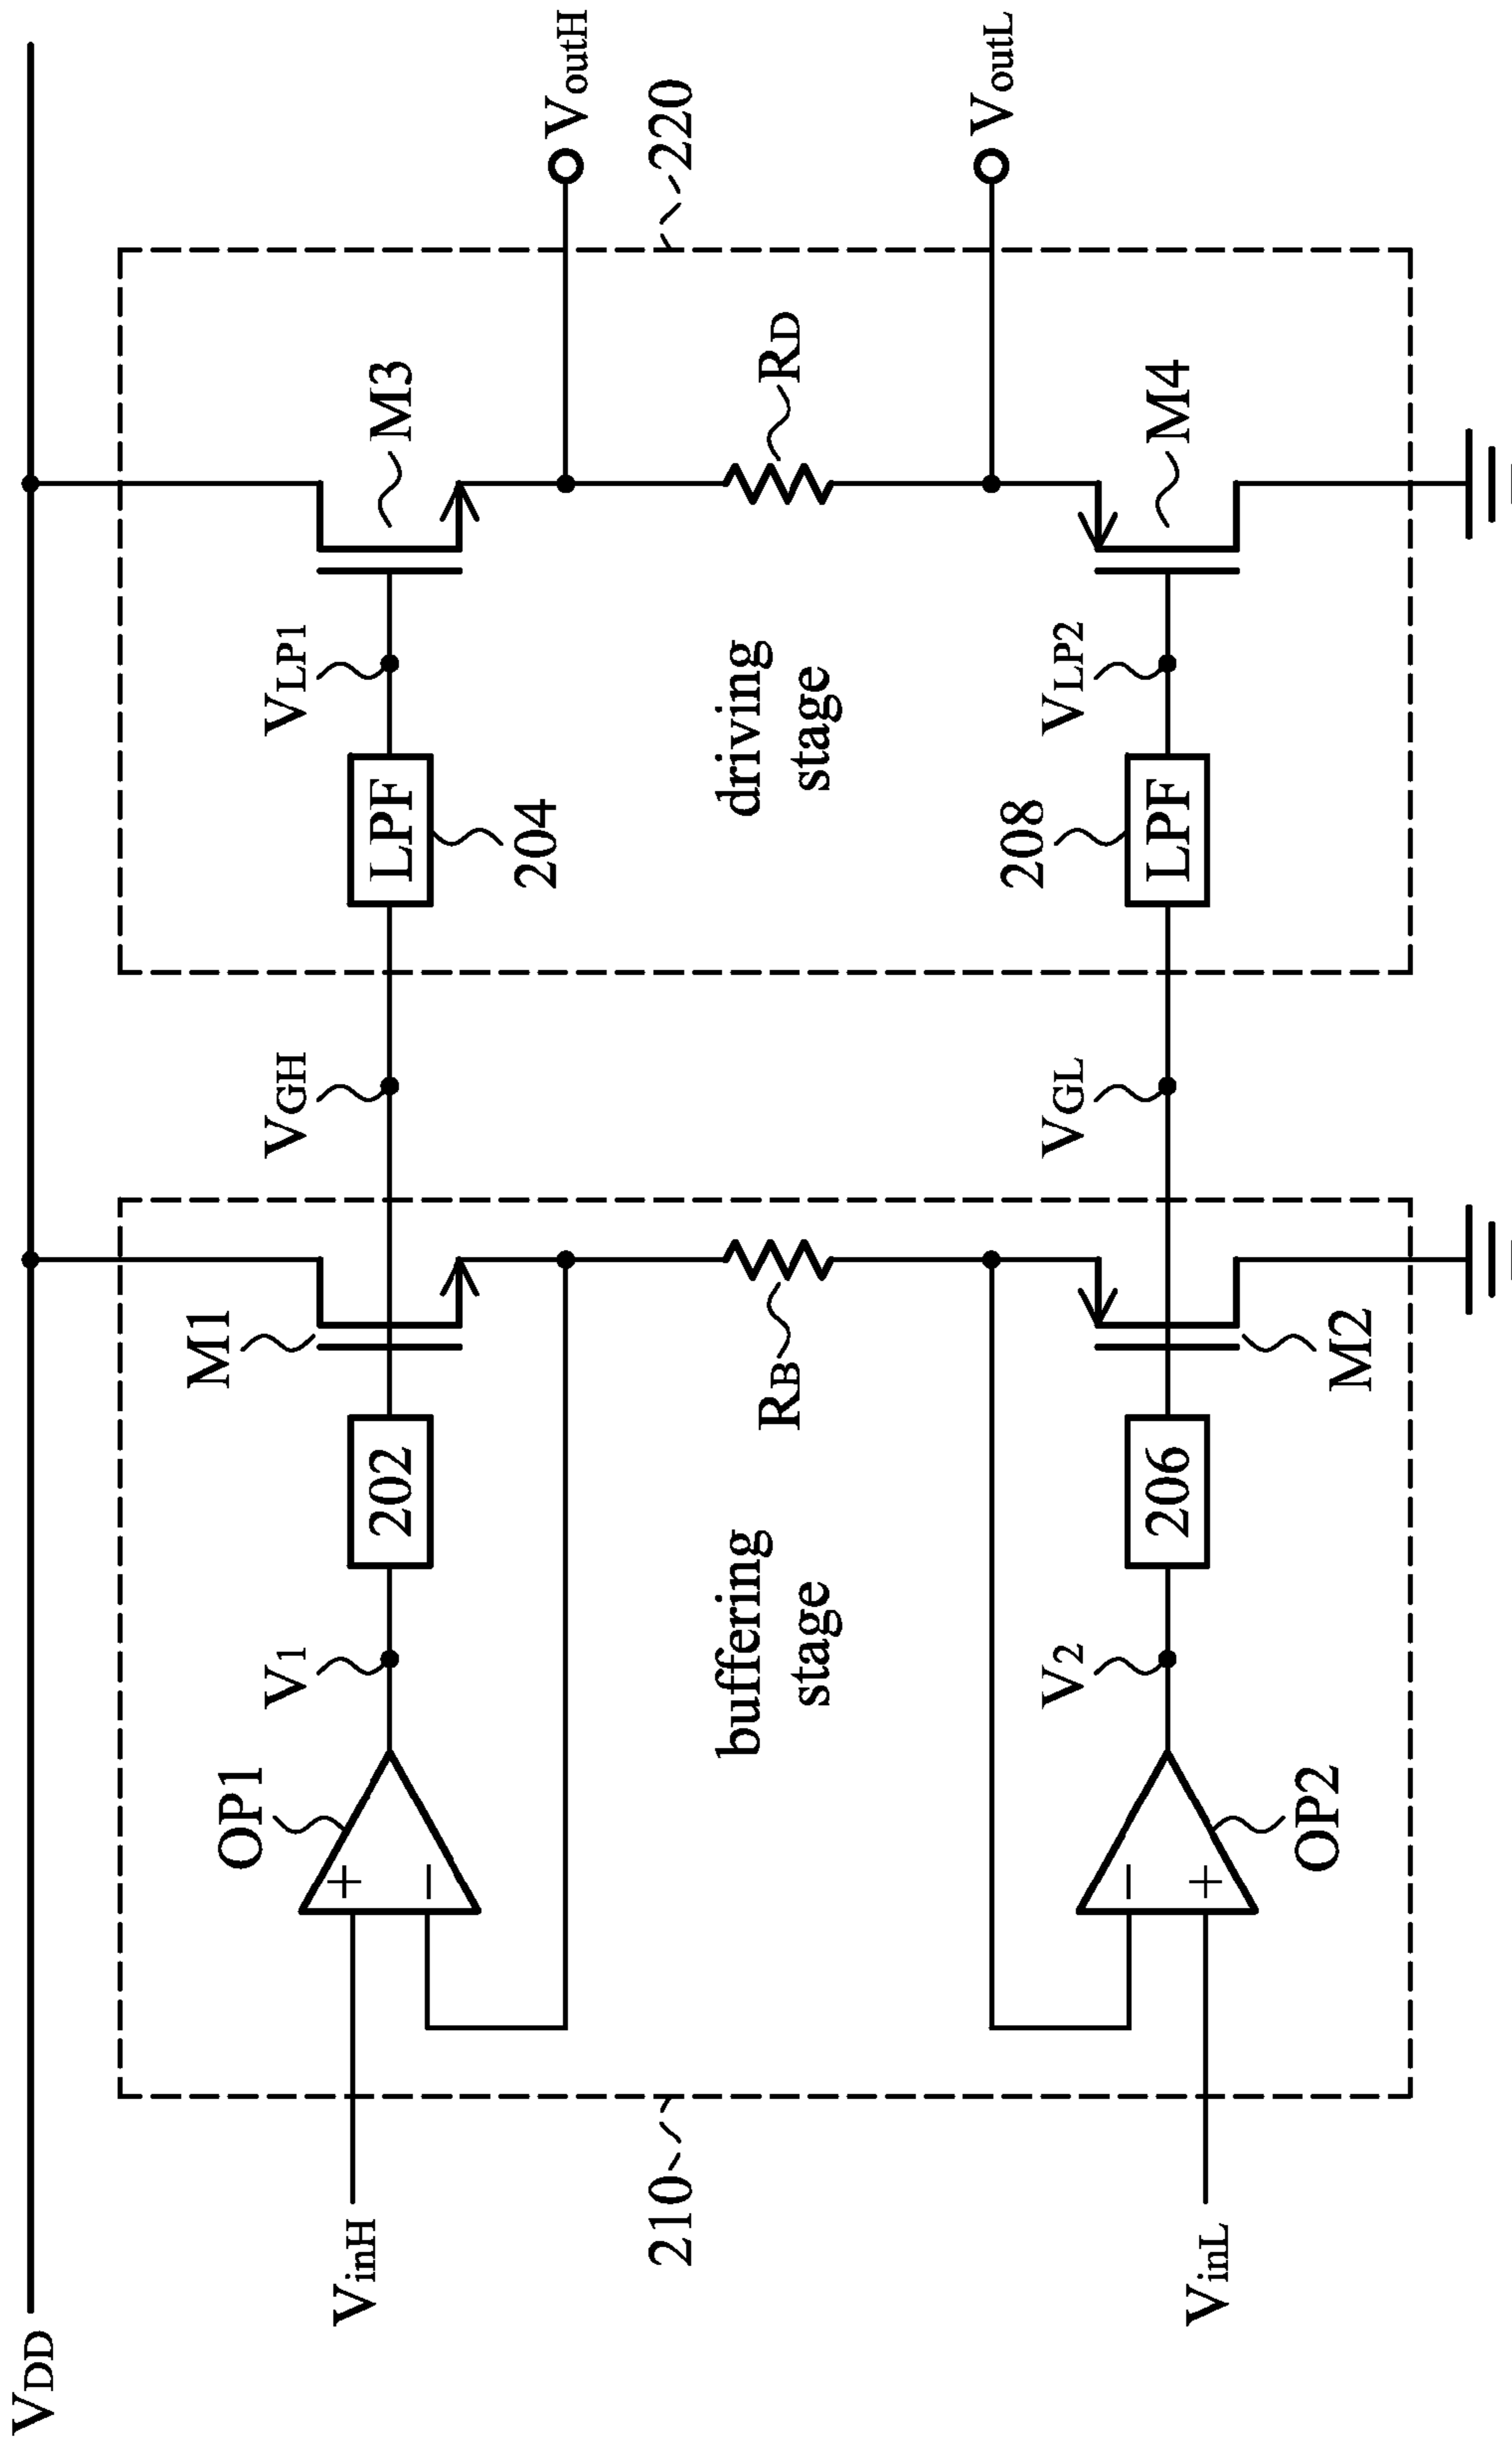 VDD
M1
M3
OP1
V1
VGH
VLP1
202
LPF
VinH
+
−
204
VoutH
210
buffering
stage
RB
driving
stage
RD
220
208
VoutL
V2
VGL
VLP2
−
+
206
LPF
M4
VinL
OP2
M2